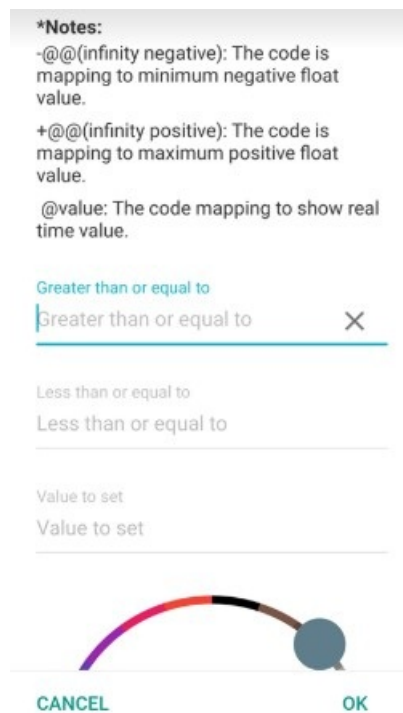 *Notes:
-@@(infinity negative): The code is
mapping to minimum negative float
value.
+@@(infinity positive): The code is
mapping to maximum positive float
value.
@value: The code mapping to show real
time value.
Greater than or equal to
Greater than or equal to
Less than or equal to
Less than or equal to
Value to set
Value to set
CANCEL OK